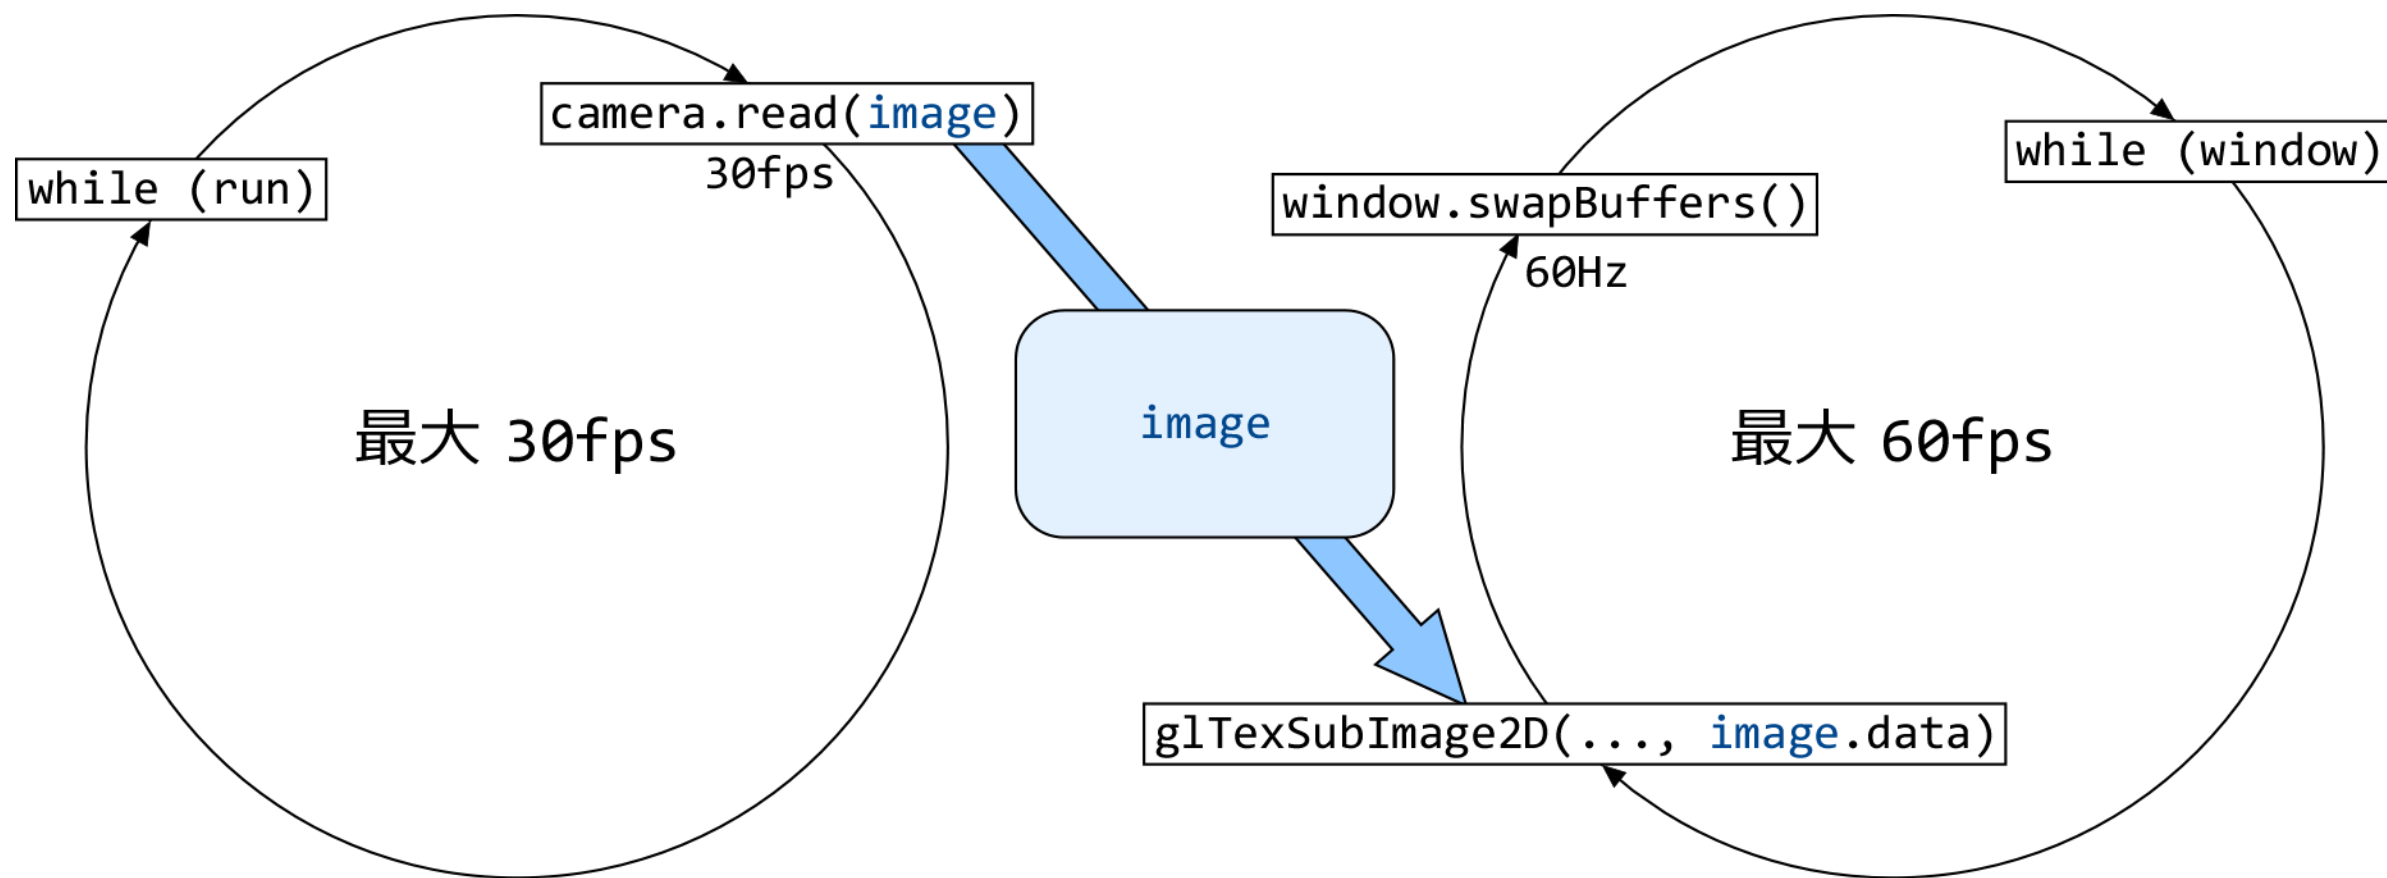 camera.read(image)
30fps
while (run)
最大 30fps
image
while (window)
window.swapBuffers()
60Hz
最大 60fps
glTexSubImage2D(..., image.data)